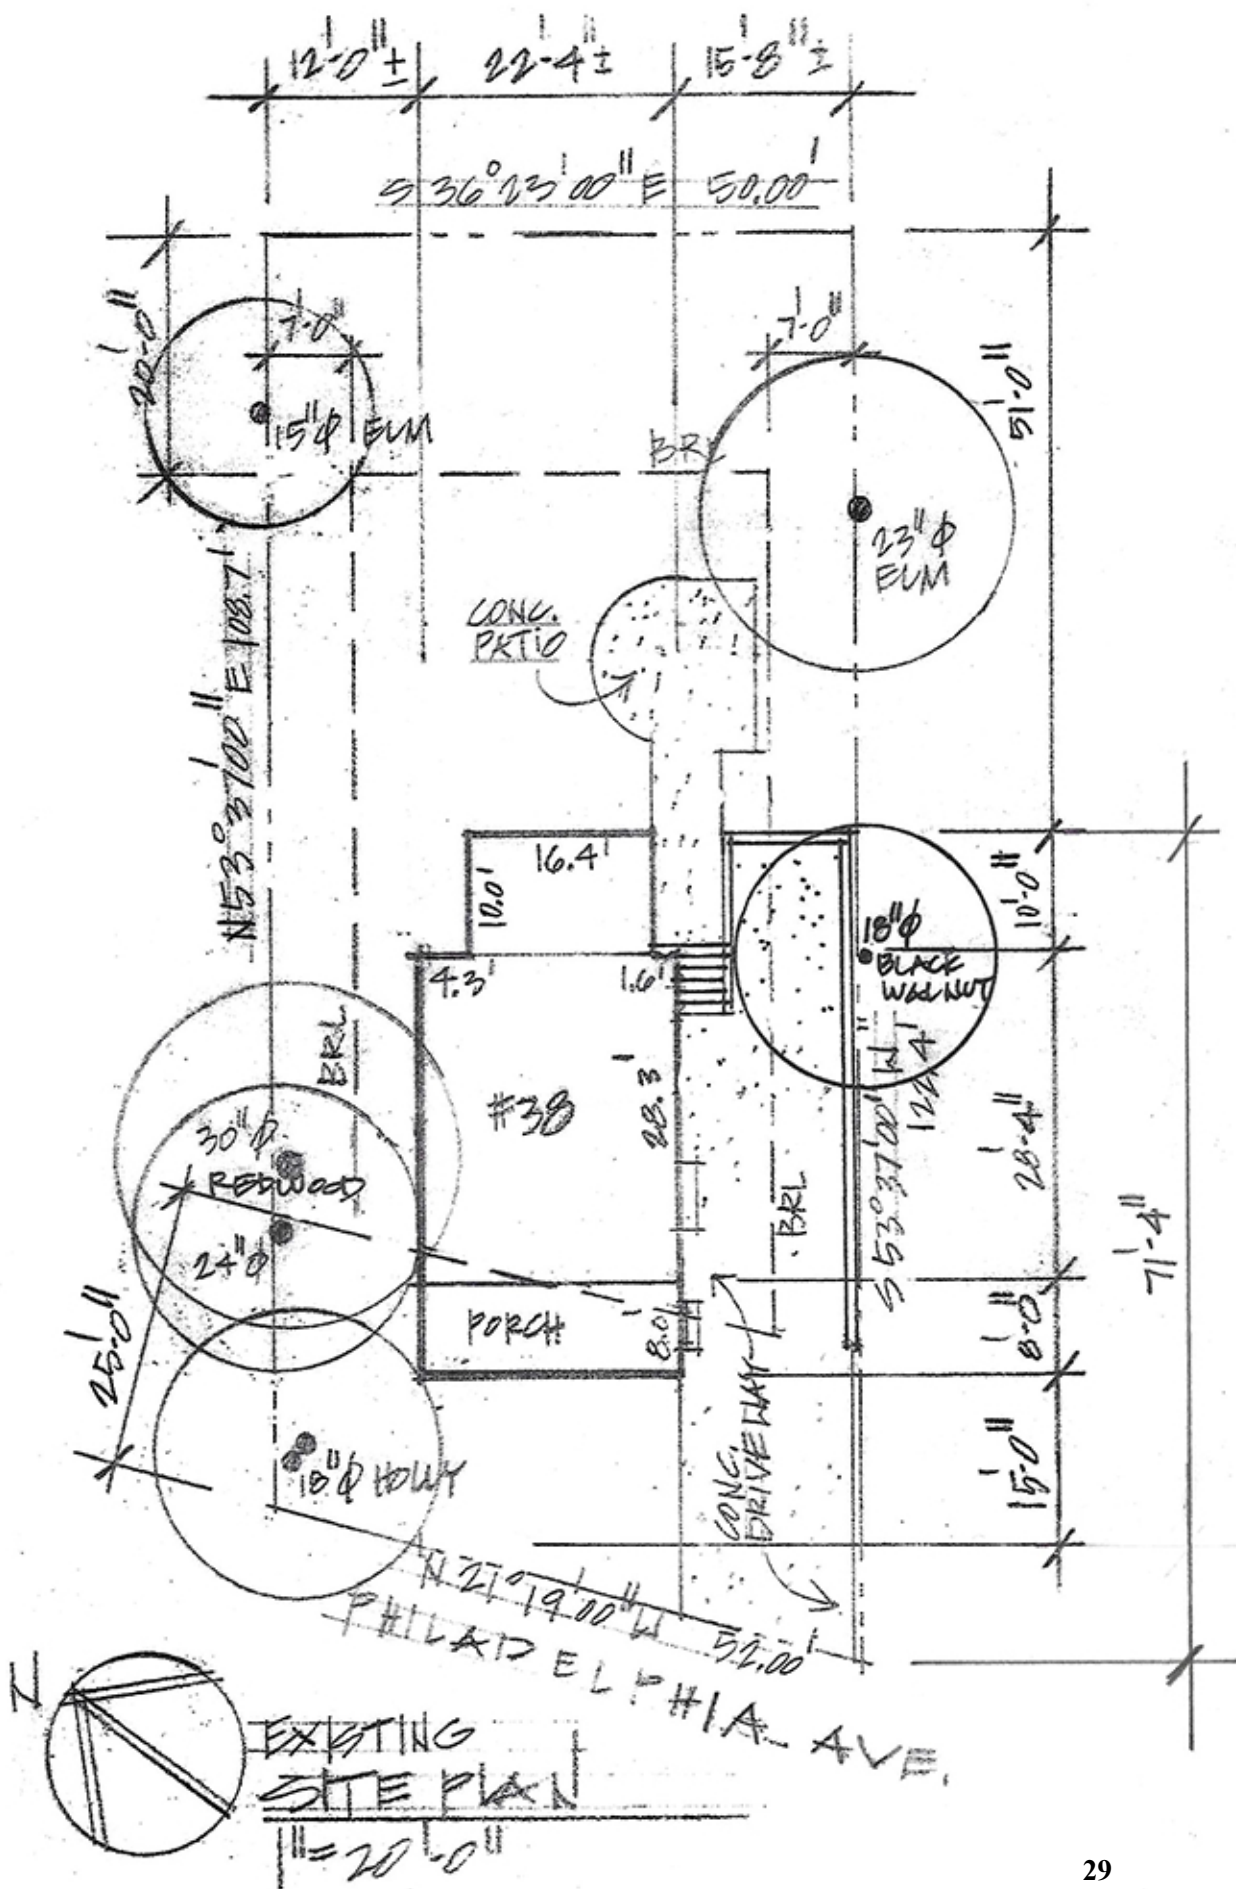 12'-0"± 22'-4"± 15'-8"±
S 36°23'00" E 50.00'
20'-0"
7'-0"
7'-0"
51'-0"
15"φ ELM
BRL
23"φ
ELM
CONC.
PATIO
N53°37'00" E 108.7'
16.4'
10.0'
10'-0"
18"φ
BLACK
WALNUT
4.3'
1.6'
BRL
#38
28.3'
S 53°37'00" W
122.4'
28'-4"
30"φ
REDWOOD
24"φ
BRL
71'-4"
25'-0"
PORCH
8.0'
8'-0"
18"φ HOLLY
CONC.
DRIVEWAY
15'-0"
N 21°19'00" W 52.00'
PHILADELPHIA AVE.
N
EXISTING
SITE PLAN
1"=20'-0"
29